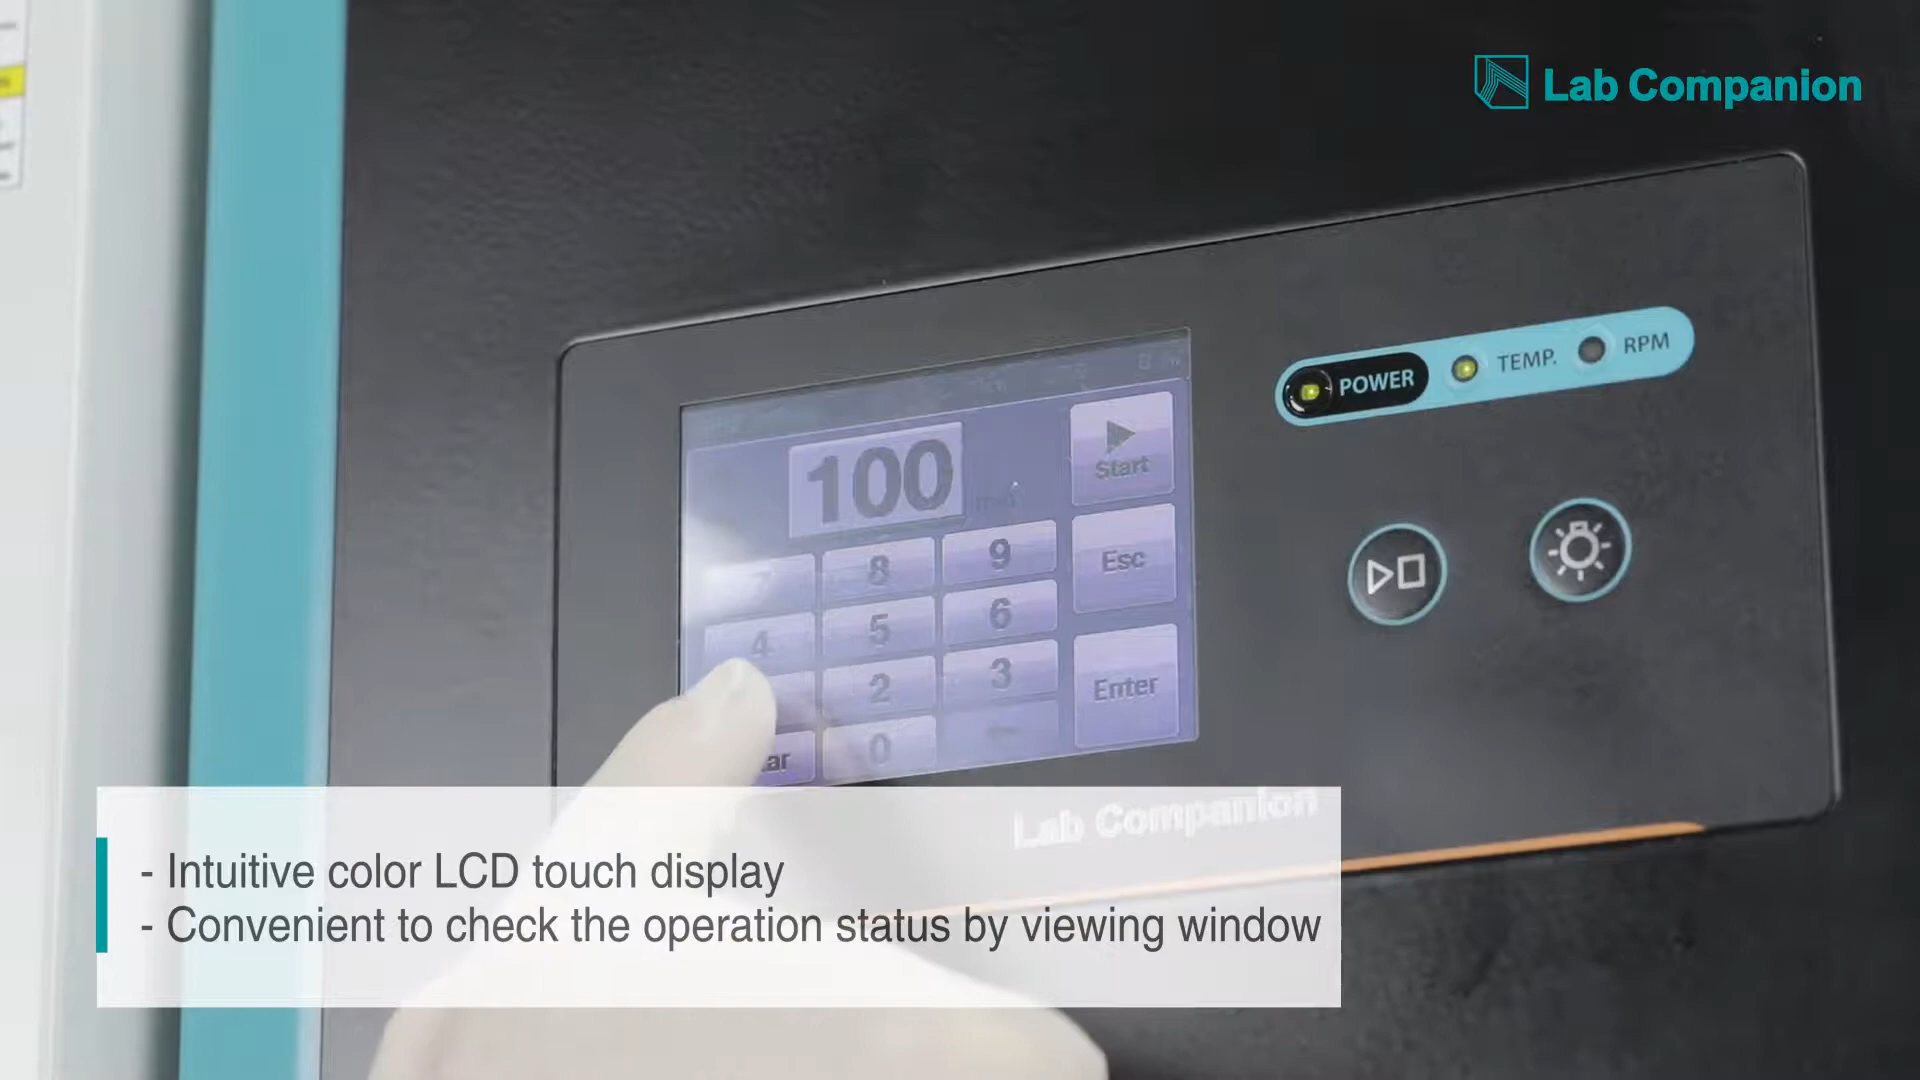 Lab Companion
POWER
TEMP.
RPM
100
Start
7
8
9
Esc
4
5
6
2
3
Enter
0
Lab Companion
- Intuitive color LCD touch display
- Convenient to check the operation status by viewing window